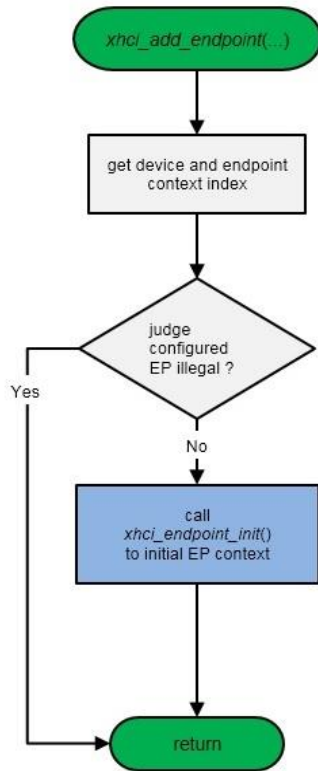 xhci_add_endpoint(...)
get device and endpoint
context index
judge
configured
EP illegal ?
Yes
No
call
xhci_endpoint_init()
to initial EP context
return